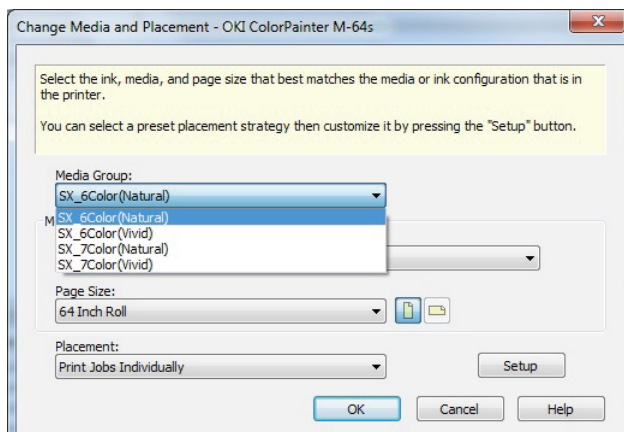 Change Media and Placement - OKI ColorPainter M-64s
Select the ink, media, and page size that best matches the media or ink configuration that is in
the printer.
You can select a preset placement strategy then customize it by pressing the "Setup" button.
Media Group:
SX_6Color(Natural)
M
SX_6Color(Natural)
SX_6Color(Vivid)
SX_7Color(Natural)
SX_7Color(Vivid)
Page Size:
64 Inch Roll
Placement:
Print Jobs Individually
Setup
OK
Cancel
Help